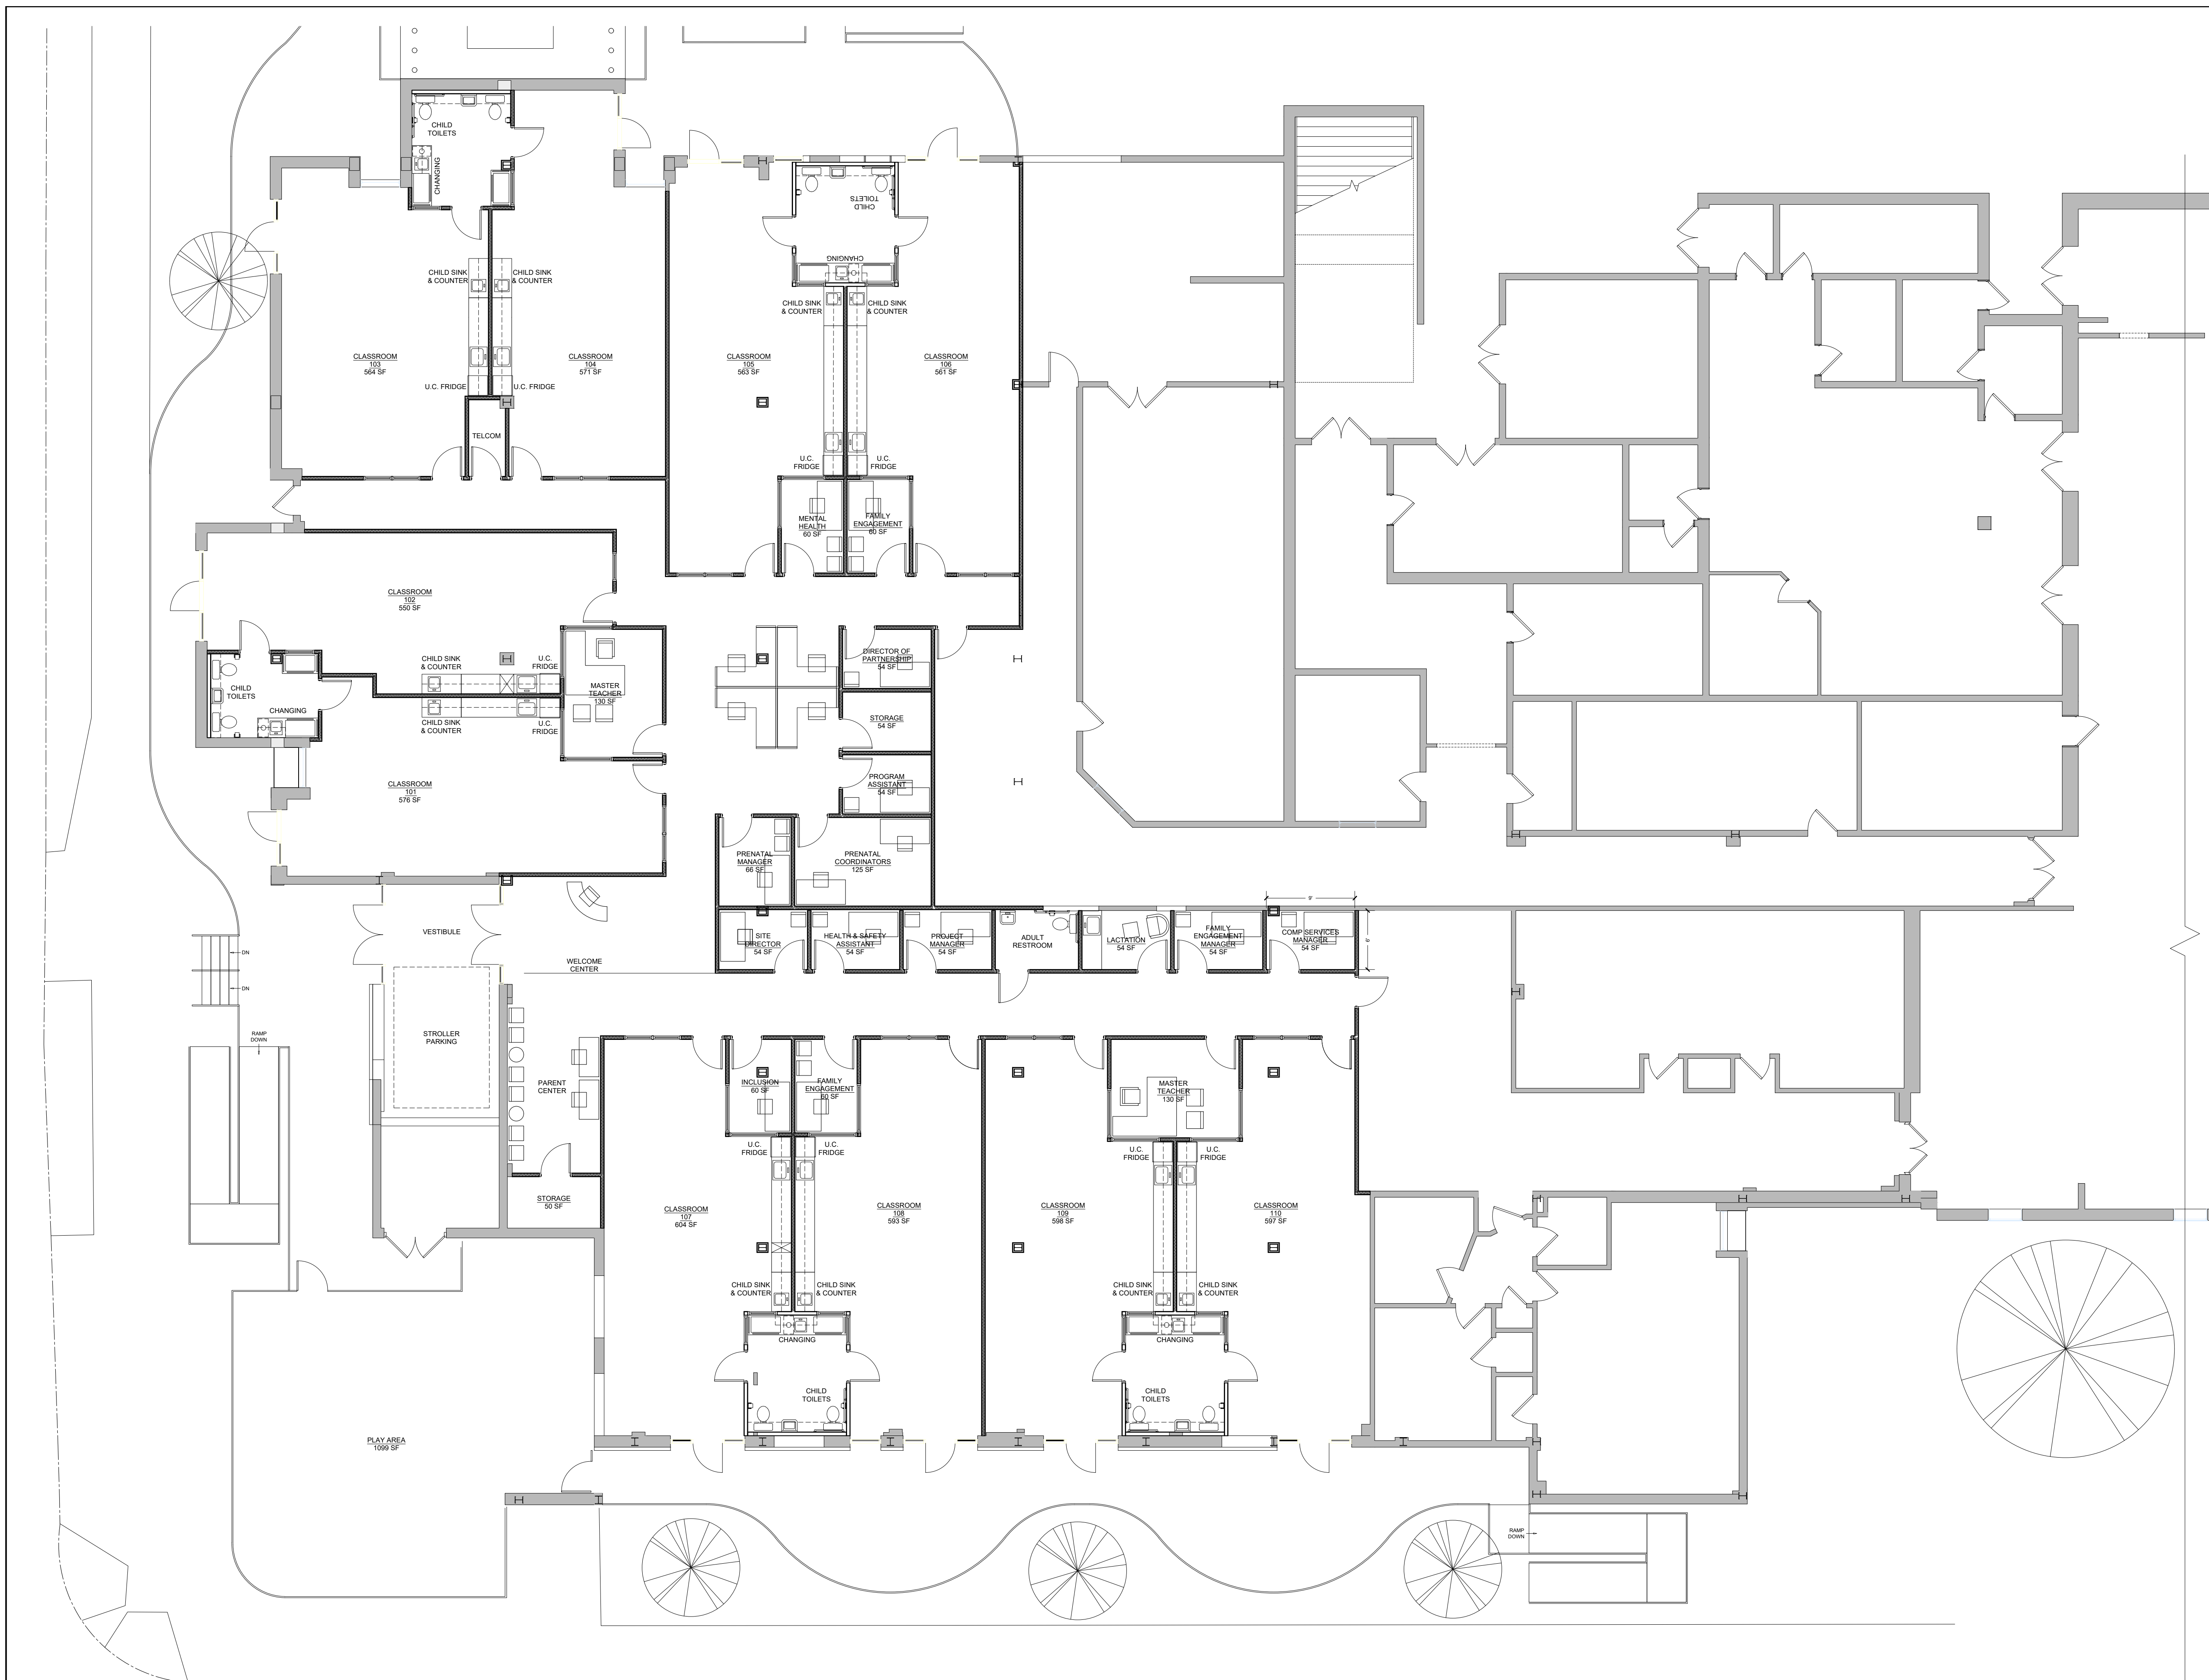 CHILD
TOILETS
CHANGING
CHILD
TOILETS
CHANGING
CHILD SINK
& COUNTER
CHILD SINK
& COUNTER
CHILD SINK
& COUNTER
CHILD SINK
& COUNTER
CLASSROOM
103
564 SF
CLASSROOM
104
571 SF
CLASSROOM
105
563 SF
CLASSROOM
106
561 SF
U.C. FRIDGE
U.C. FRIDGE
TELCOM
U.C.
FRIDGE
U.C.
FRIDGE
MENTAL
HEALTH
60 SF
FAMILY
ENGAGEMENT
60 SF
CLASSROOM
102
550 SF
CHILD SINK
& COUNTER
U.C.
FRIDGE
DIRECTOR OF
PARTNERSHIP
54 SF
CHILD
TOILETS
CHANGING
MASTER
TEACHER
130 SF
STORAGE
54 SF
CHILD SINK
& COUNTER
U.C.
FRIDGE
CLASSROOM
101
576 SF
PROGRAM
ASSISTANT
54 SF
PRENATAL
MANAGER
66 SF
PRENATAL
COORDINATORS
125 SF
9'
6'
VESTIBULE
SITE
DIRECTOR
54 SF
HEALTH & SAFETY
ASSISTANT
54 SF
PROJECT
MANAGER
54 SF
ADULT
RESTROOM
LACTATION
54 SF
FAMILY
ENGAGEMENT
MANAGER
54 SF
COMP SERVICES
MANAGER
54 SF
DN
DN
WELCOME
CENTER
RAMP
DOWN
STROLLER
PARKING
PARENT
CENTER
INCLUSION
60 SF
FAMILY
ENGAGEMENT
60 SF
MASTER
TEACHER
130 SF
U.C.
FRIDGE
U.C.
FRIDGE
U.C.
FRIDGE
U.C.
FRIDGE
STORAGE
50 SF
CLASSROOM
107
604 SF
CLASSROOM
108
593 SF
CLASSROOM
109
598 SF
CLASSROOM
110
597 SF
CHILD SINK
& COUNTER
CHILD SINK
& COUNTER
CHILD SINK
& COUNTER
CHILD SINK
& COUNTER
CHANGING
CHANGING
CHILD
TOILETS
CHILD
TOILETS
PLAY AREA
1099 SF
RAMP
DOWN